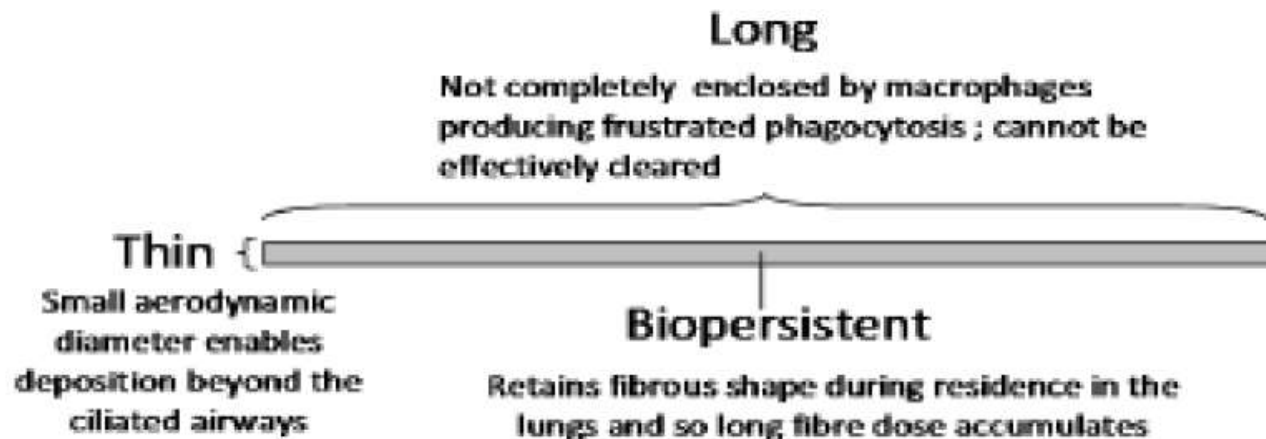 Long
Not completely enclosed by macrophages
producing frustrated phagocytosis ; cannot be
effectively cleared
Thin
Small aerodynamic
diameter enables
deposition beyond the
ciliated airways
Biopersistent
Retains fibrous shape during residence in the
lungs and so long fibre dose accumulates